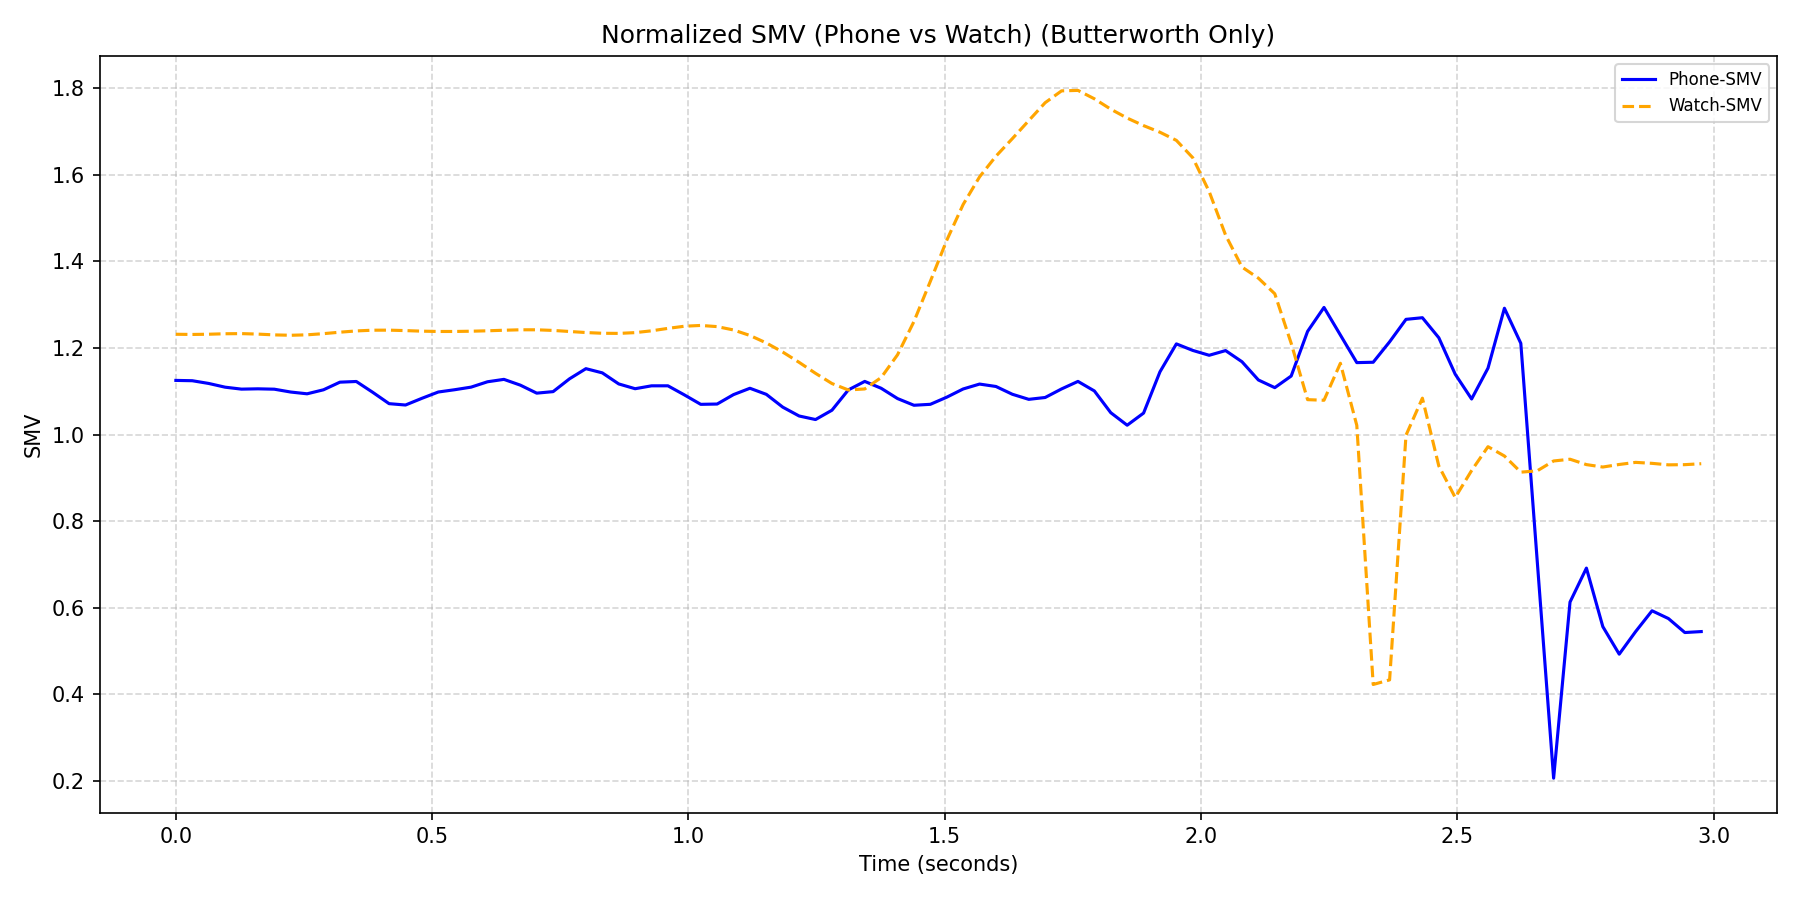 Normalized SMV (Phone vs Watch) (Butterworth Only)
Phone-SMV
Watch-SMV
SMV
1.8
1.6
1.4
1.2
1.0
0.8
0.6
0.4
0.2
0.0 0.5 1.0 1.5 2.0 2.5 3.0
Time (seconds)